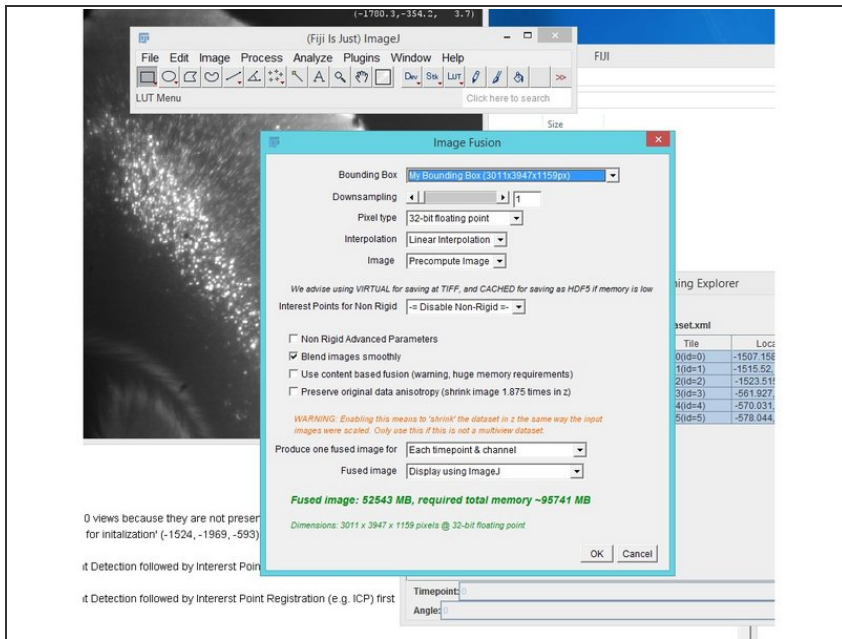 (-1780.3,-354.2, 3.7)
(Fiji Is Just) ImageJ
File Edit Image Process Analyze Plugins Window Help
Dev Stk LUT
LUT Menu
Click here to search
FIJI
Size
Image Fusion
Bounding Box My Bounding Box (3011x3947x1159px)
Downsampling 1
Pixel type 32-bit floating point
Interpolation Linear Interpolation
Image Precompute Image
We advise using VIRTUAL for saving at TIFF, and CACHED for saving as HDF5 if memory is low
Interest Points for Non Rigid -= Disable Non-Rigid =-
Non Rigid Advanced Parameters
Blend images smoothly
Use content based fusion (warning, huge memory requirements)
Preserve original data anisotropy (shrink image 1.875 times in z)
WARNING: Enabling this means to 'shrink' the dataset in z the same way the input
images were scaled. Only use this if this is not a multiview dataset.
Produce one fused image for Each timepoint & channel
Fused image Display using ImageJ
Fused image: 52543 MB, required total memory ~95741 MB
Dimensions: 3011 x 3947 x 1159 pixels @ 32-bit floating point
OK Cancel
ning Explorer
aset.xml
Tile Loca
0(id=0) -1507.158
1(id=1) -1515.52,
2(id=2) -1523.515
3(id=3) -561.927,
4(id=4) -570.031,
5(id=5) -578.044,
0 views because they are not presen
for initalization' (-1524, -1969, -593)
t Detection followed by Intererst Poin
t Detection followed by Intererst Point Registration (e.g. ICP) first
Timepoint: 0
Angle: 0